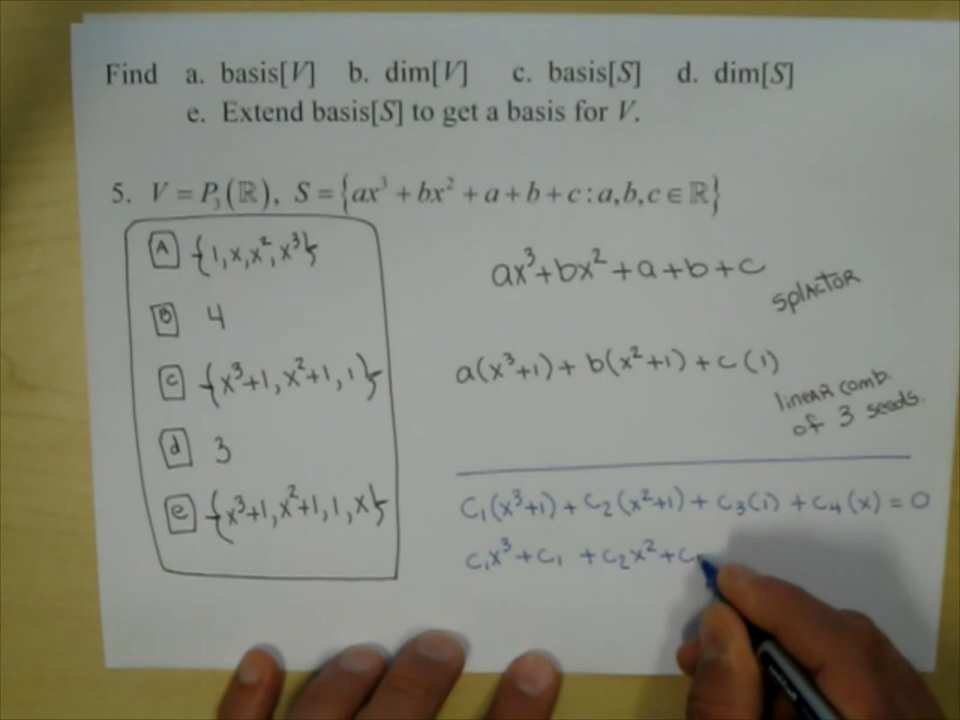 Find a. basis[V] b. dim[V] c. basis[S] d. dim[S]
e. Extend basis[S] to get a basis for V.
5. V = P₃(ℝ), S = {ax³ + bx² + a + b + c : a,b,c ∈ ℝ}
A {1, x, x², x³}
B 4
C {x³+1, x²+1, 1}
d 3
e {x³+1, x²+1, 1, x}
ax³+bx²+a+b+c
SplACTOR
a(x³+1) + b(x²+1) + c(1)
lineAR comb.
of 3 seeds.
C₁(x³+1) + C₂(x²+1) + C₃(1) + C₄(x) = 0
C₁x³ + C₁ + C₂x² + C